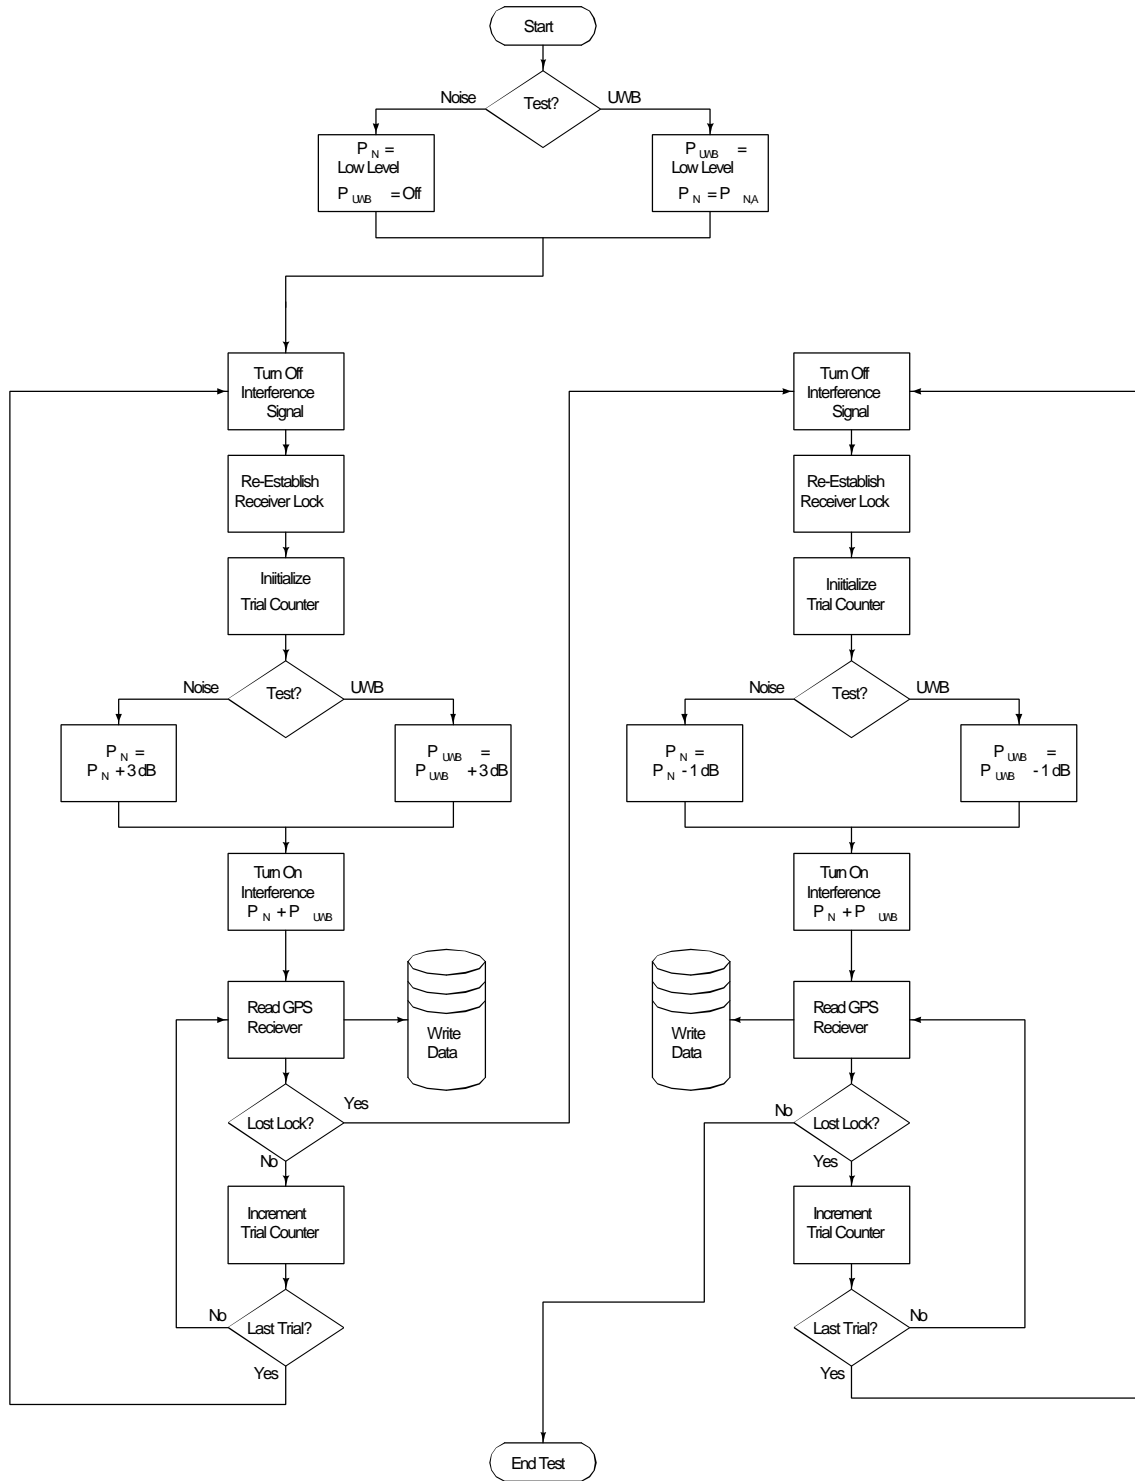 Start
Noise
Test?
UWB
P N =
Low Level
P UWB = Off
P UWB =
Low Level
P N = P NA
Turn Off
Interference
Signal
Re-Establish
Receiver Lock
Iniitialize
Trial Counter
Noise
Test?
UWB
P N =
P N + 3 dB
P UWB =
P UWB + 3 dB
Turn On
Interference
P N + P UWB
Read GPS
Reciever
Write
Data
Lost Lock?
Yes
No
Increment
Trial Counter
No
Last Trial?
Yes
Turn Off
Interference
Signal
Re-Establish
Receiver Lock
Iniitialize
Trial Counter
Noise
Test?
UWB
P N =
P N - 1 dB
P UWB =
P UWB - 1 dB
Turn On
Interference
P N + P UWB
Write
Data
Read GPS
Reciever
No
Lost Lock?
Yes
Increment
Trial Counter
Last Trial?
No
Yes
End Test